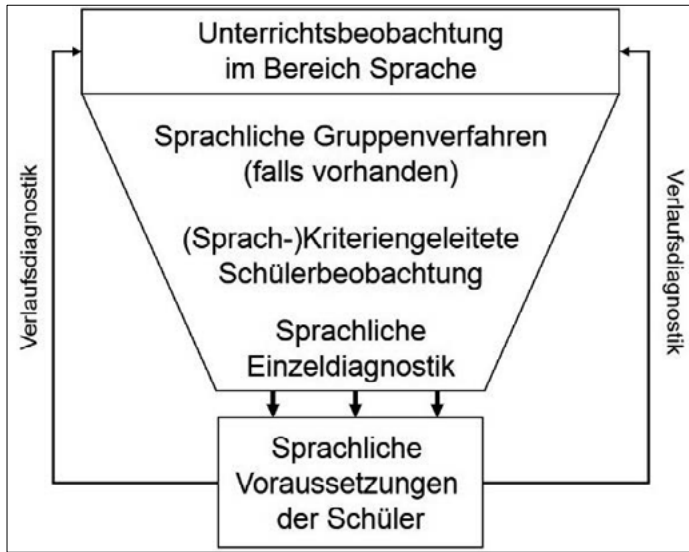 Unterrichtsbeobachtung
im Bereich Sprache
Sprachliche Gruppenverfahren
(falls vorhanden)
(Sprach-)Kriteriengeleitete
Schülerbeobachtung
Sprachliche
Einzeldiagnostik
Sprachliche
Voraussetzungen
der Schüler
Verlaufsdiagnostik
Verlaufsdiagnostik